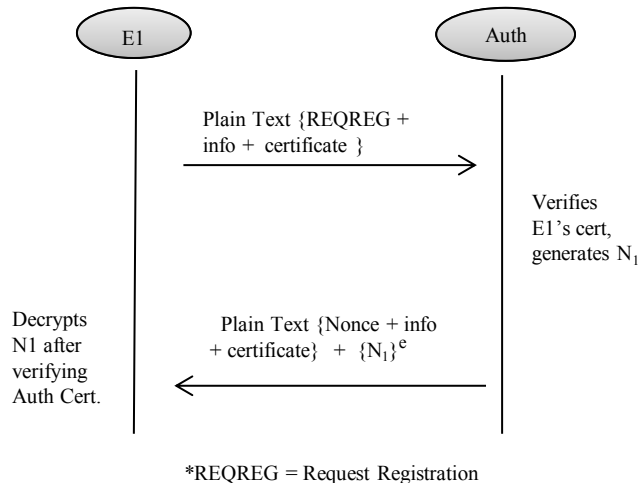 E1
Auth
Plain Text {REQREG +
info + certificate }
Verifies
E1's cert,
generates N₁
Plain Text {Nonce + info
+ certificate} + {N₁}ᵉ
Decrypts
N1 after
verifying
Auth Cert.
*REQREG = Request Registration